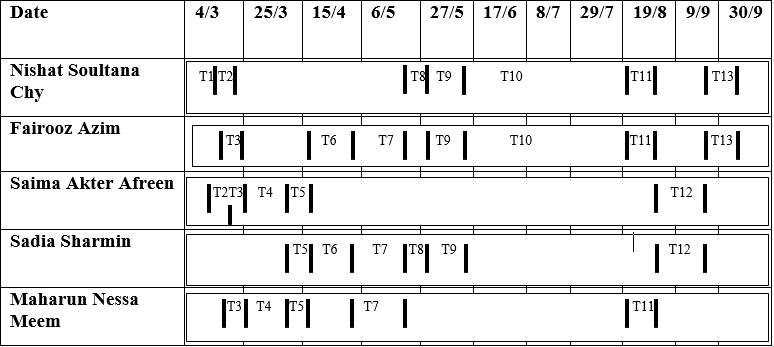 Date 4/3 25/3 15/4 6/5 27/5 17/6 8/7 29/7 19/8 9/9 30/9
Nishat Soultana
Chy
T1 T2 T8 T9 T10 T11 T13
Fairooz Azim
T3 T6 T7 T9 T10 T11 T13
Saima Akter Afreen
T2 T3 T4 T5 T12
Sadia Sharmin
T5 T6 T7 T8 T9 T12
Maharun Nessa
Meem
T3 T4 T5 T7 T11